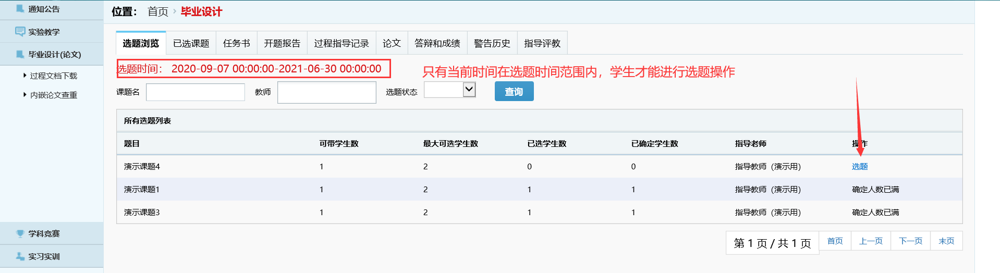 通知公告
实验教学
毕业设计(论文)
过程文档下载
内嵌论文查重
学科竞赛
实习实训
位置： 首页 › 毕业设计
选题浏览 已选课题 任务书 开题报告 过程指导记录 论文 答辩和成绩 警告历史 指导评教
选题时间： 2020-09-07 00:00:00-2021-06-30 00:00:00
只有当前时间在选题时间范围内，学生才能进行选题操作
课题名 教师 选题状态 查询
所有选题列表
题目 可带学生数 最大可选学生数 已选学生数 已确定学生数 指导老师 操作
演示课题4 1 2 0 0 指导教师（演示用） 选题
演示课题1 1 2 1 1 指导教师（演示用） 确定人数已满
演示课题3 1 2 1 1 指导教师（演示用） 确定人数已满
第 1 页 / 共 1 页 首页 上一页 下一页 末页